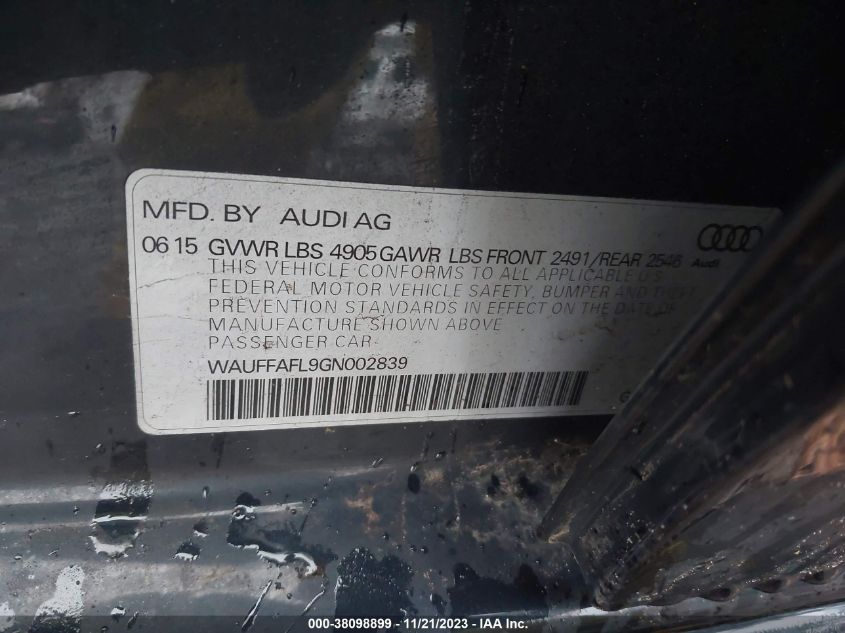 MFD. BY AUDI AG
06 15 GVWR LBS 4905 GAWR LBS FRONT 2491/REAR 2546
Audi
THIS VEHICLE CONFORMS TO ALL APPLICABLE U.S.
FEDERAL MOTOR VEHICLE SAFETY, BUMPER AND THEFT
PREVENTION STANDARDS IN EFFECT ON THE DATE OF
MANUFACTURE SHOWN ABOVE
PASSENGER CAR
WAUFFAFL9GN002839
000-38098899 - 11/21/2023 - IAA Inc.